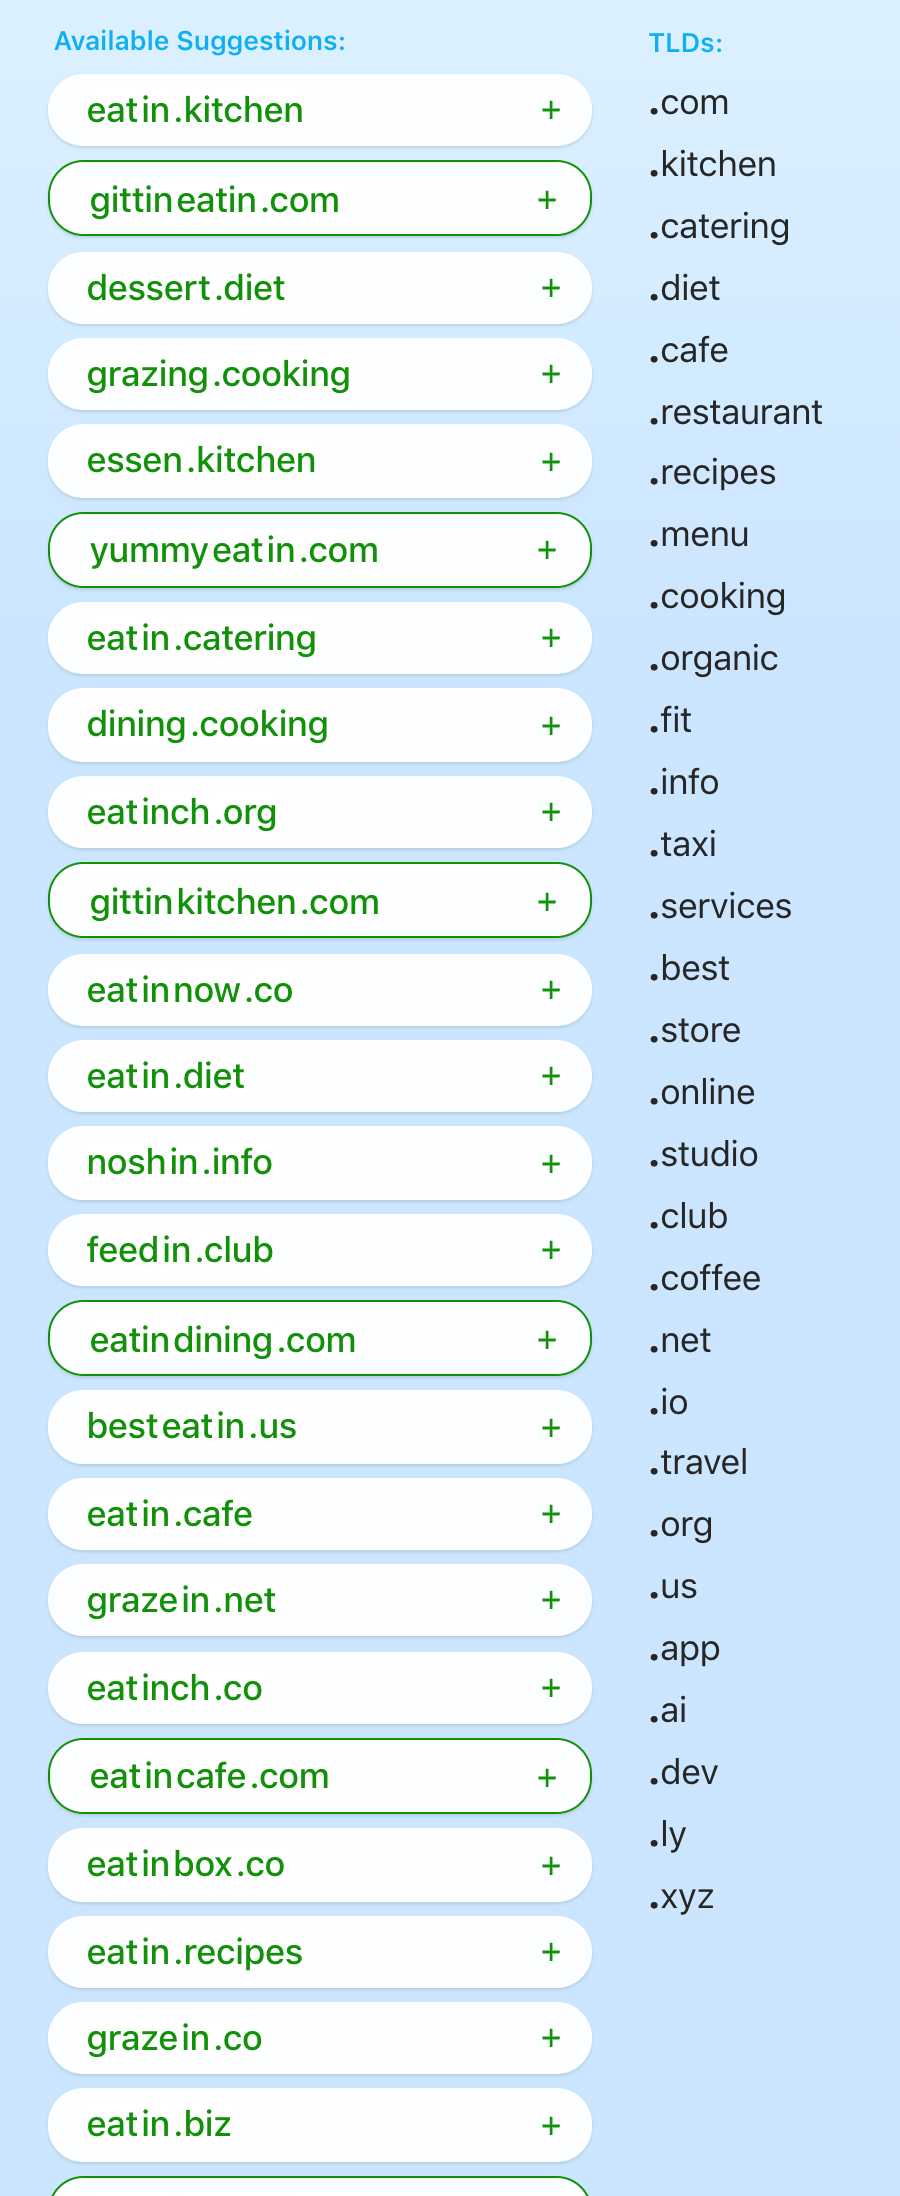 Available Suggestions:
eatin.kitchen +
gittineatin.com +
dessert.diet +
grazing.cooking +
essen.kitchen +
yummyeatin.com +
eatin.catering +
dining.cooking +
eatinch.org +
gittinkitchen.com +
eatinnow.co +
eatin.diet +
noshin.info +
feedin.club +
eatindining.com +
besteatin.us +
eatin.cafe +
grazein.net +
eatinch.co +
eatincafe.com +
eatinbox.co +
eatin.recipes +
grazein.co +
eatin.biz +
TLDs:
.com
.kitchen
.catering
.diet
.cafe
.restaurant
.recipes
.menu
.cooking
.organic
.fit
.info
.taxi
.services
.best
.store
.online
.studio
.club
.coffee
.net
.io
.travel
.org
.us
.app
.ai
.dev
.ly
.xyz